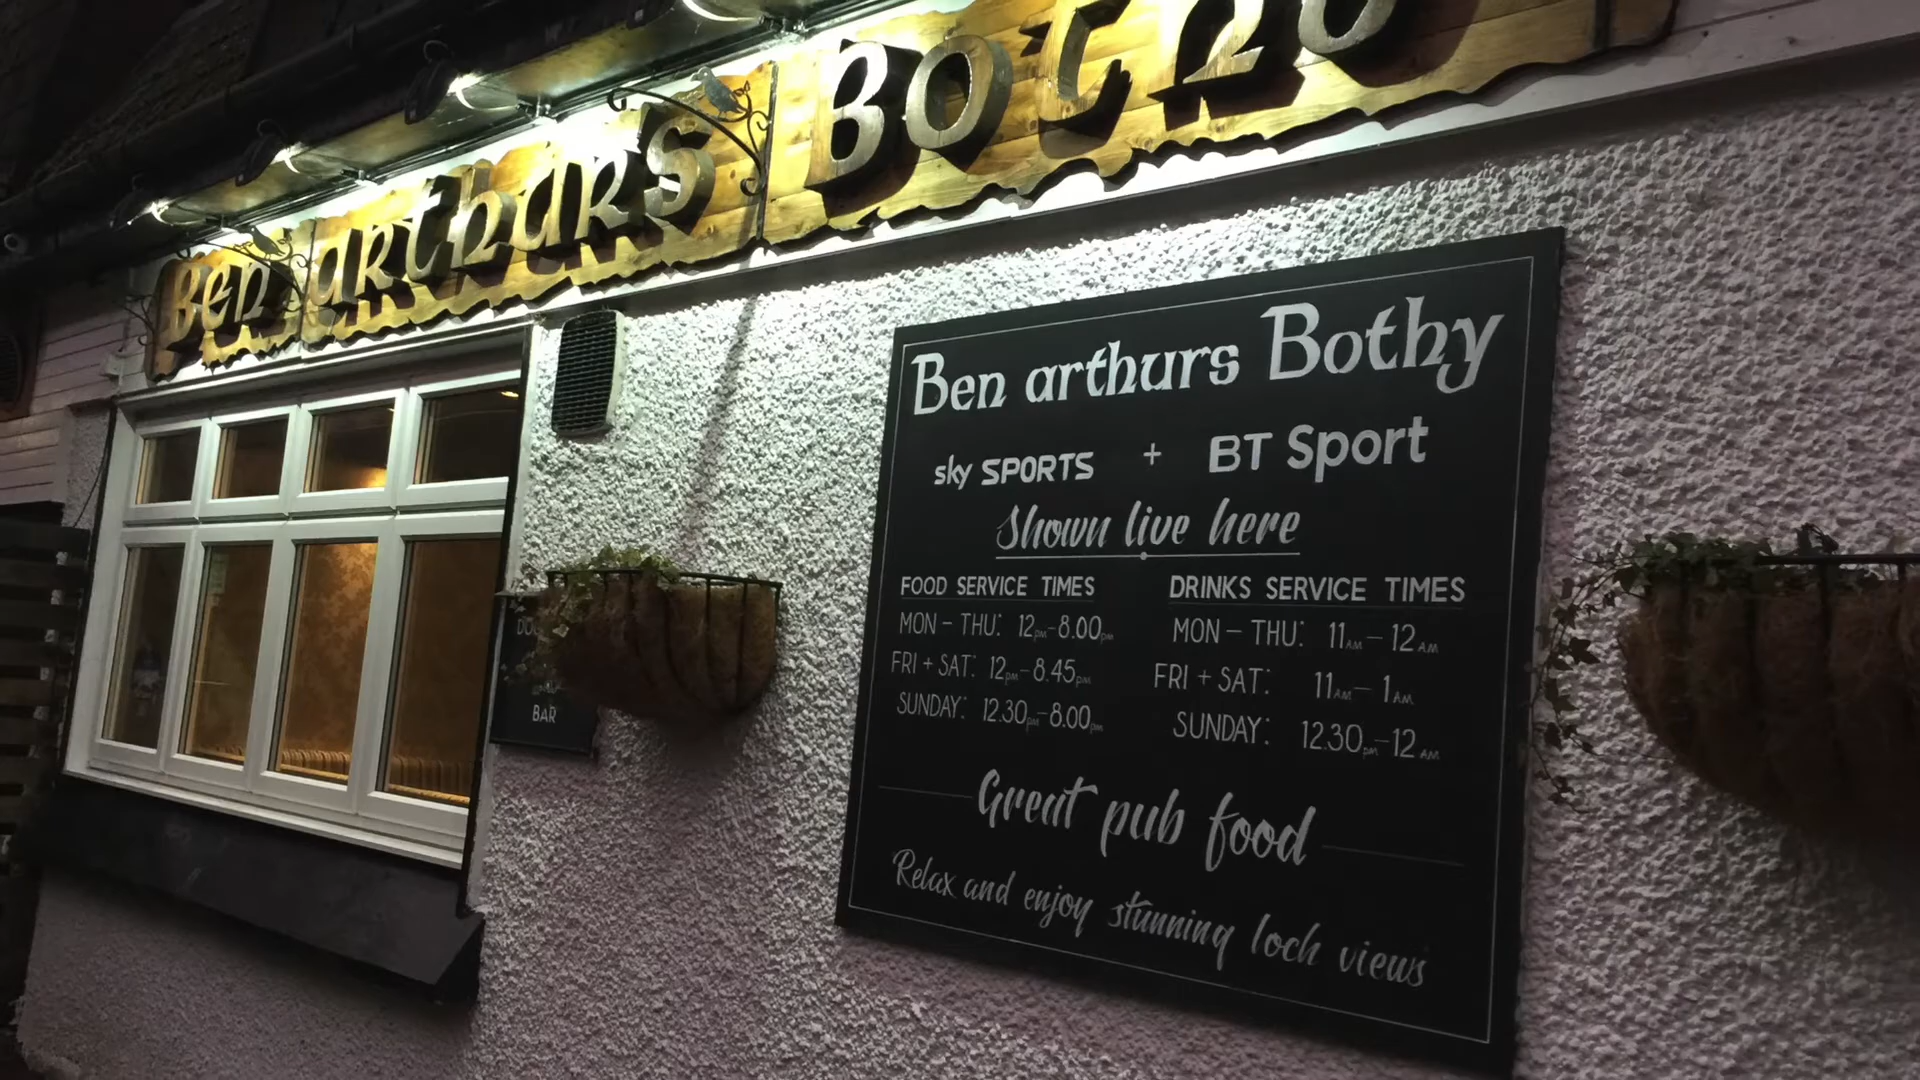 Ben arthurs Bothy
Ben arthurs Bothy
sky SPORTS + BT Sport
Shown live here
FOOD SERVICE TIMES
MON - THU: 12pm-8.00pm
FRI + SAT: 12pm-8.45pm
SUNDAY: 12.30pm-8.00pm
DRINKS SERVICE TIMES
MON - THU: 11AM - 12AM
FRI + SAT: 11AM - 1AM
SUNDAY: 12.30pm-12AM
Great pub food
Relax and enjoy stunning loch views
BAR